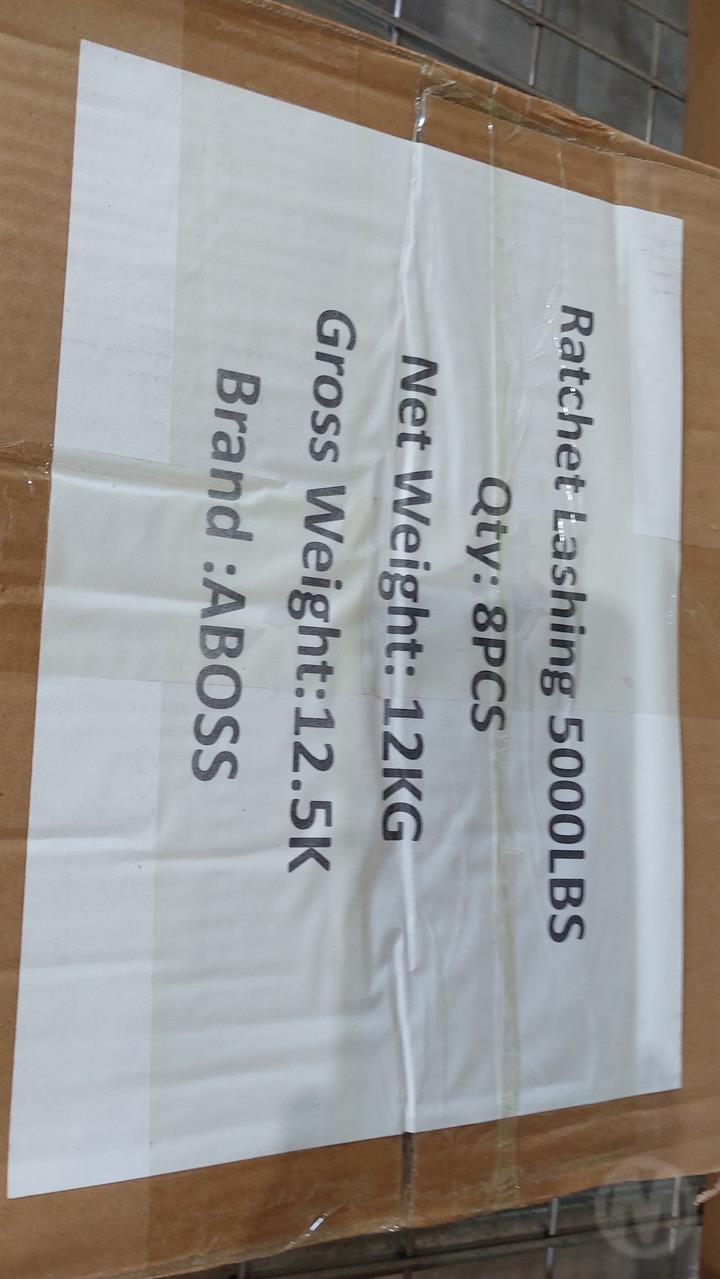 Ratchet Lashing 5000LBS
Qty: 8PCS
Net Weight: 12KG
Gross Weight:12.5K
Brand :ABOSS